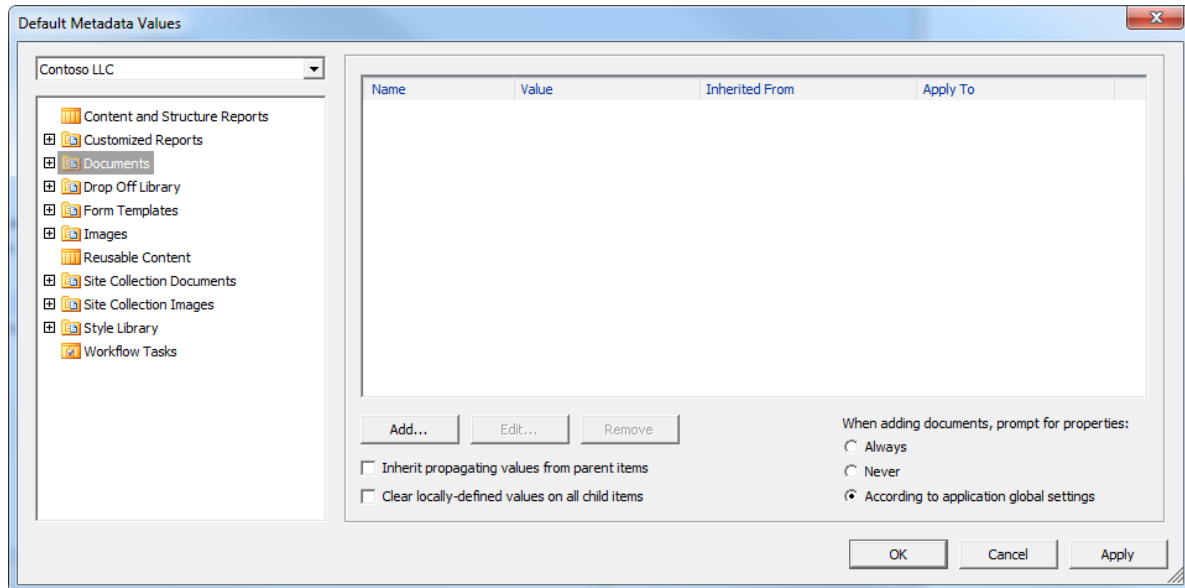 Default Metadata Values
Contoso LLC
Content and Structure Reports
Customized Reports
Documents
Drop Off Library
Form Templates
Images
Reusable Content
Site Collection Documents
Site Collection Images
Style Library
Workflow Tasks
Name Value Inherited From Apply To
Add... Edit... Remove
Inherit propagating values from parent items
Clear locally-defined values on all child items
When adding documents, prompt for properties:
Always
Never
According to application global settings
OK Cancel Apply